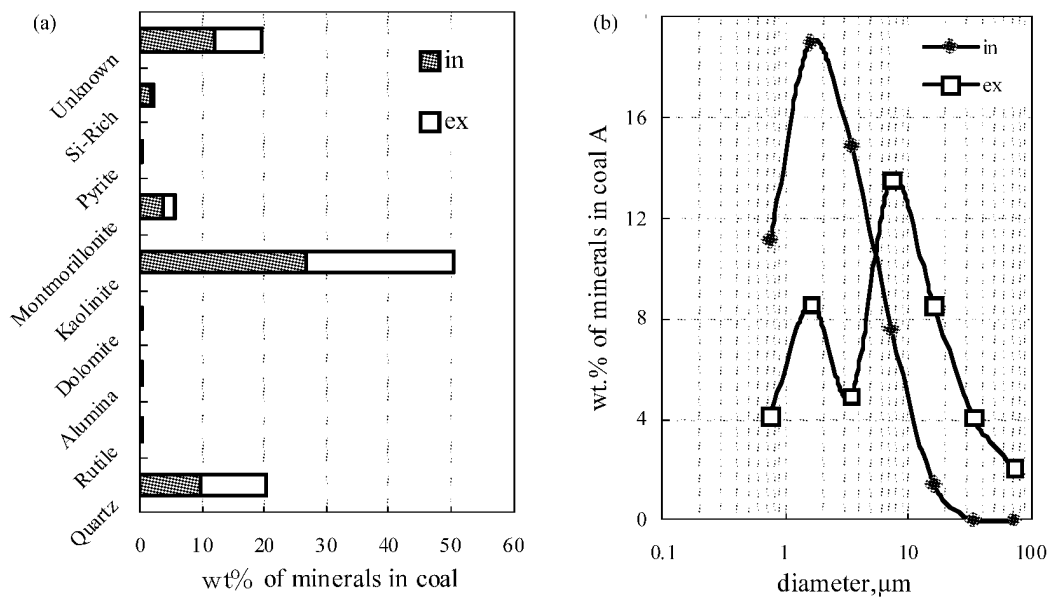 (a)
in
ex
Unknown
Si-Rich
Pyrite
Montmorillonite
Kaolinite
Dolomite
Alumina
Rutile
Quartz
0 10 20 30 40 50 60
wt% of minerals in coal
(b)
in
ex
wt.% of minerals in coal A
16
12
8
4
0
0.1 1 10 100
diameter,μm